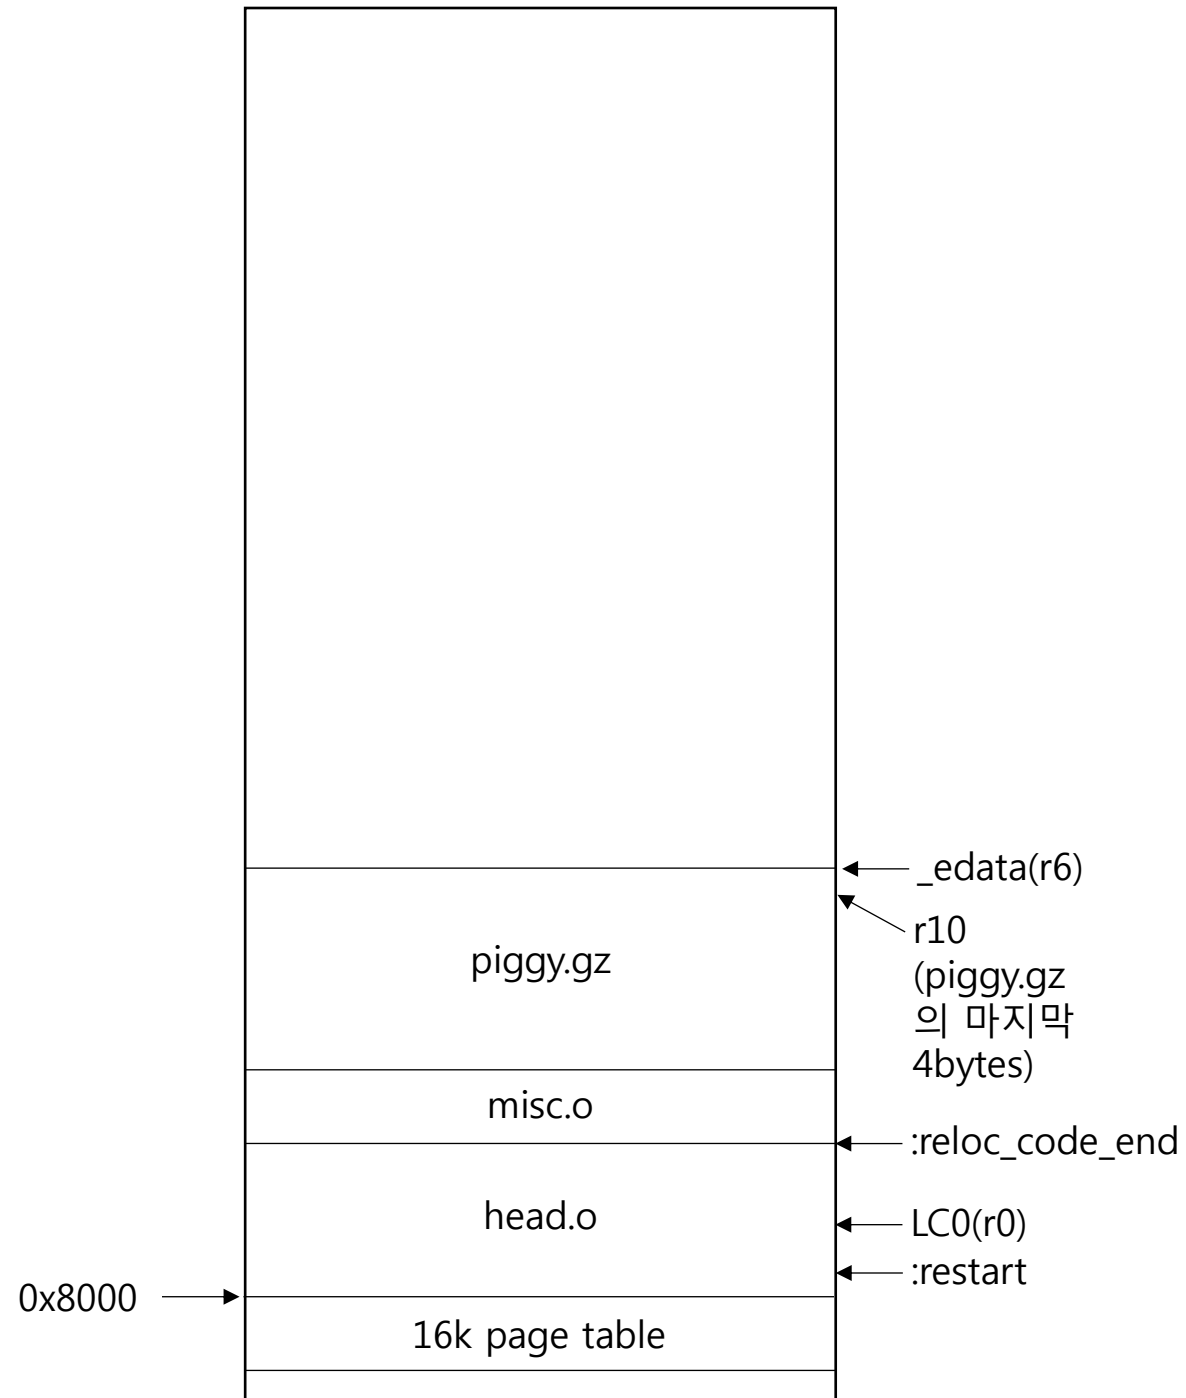 _edata(r6)
r10
(piggy.gz
의 마지막
4bytes)
piggy.gz
misc.o
:reloc_code_end
head.o
LC0(r0)
:restart
0x8000
16k page table